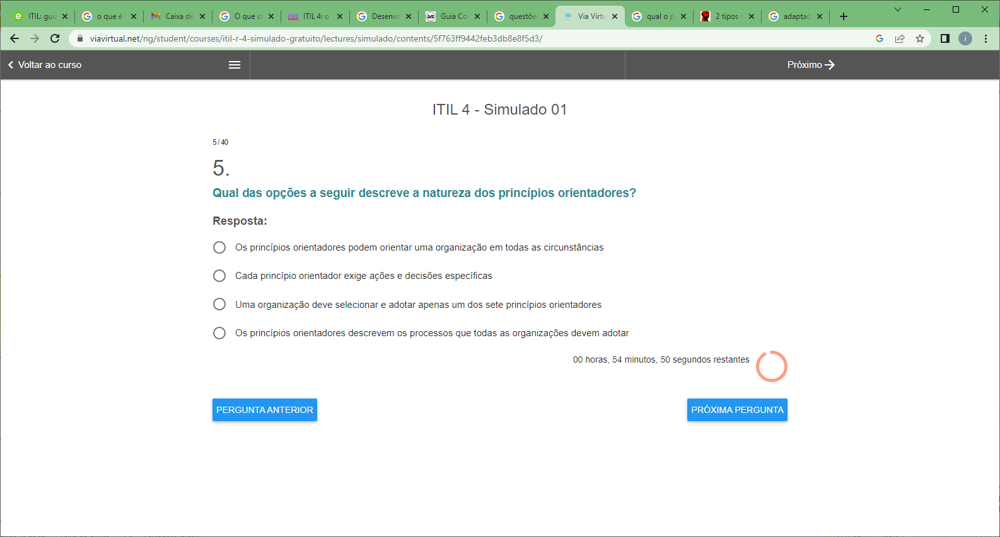 ITIL: guia
o que é
Caixa de
O que sã
ITIL 4: o
Desenvo
Guia Co
questõe
Via Virtu
qual o p
2 tipos
adaptad
viavirtual.net/ng/student/courses/itil-r-4-simulado-gratuito/lectures/simulado/contents/5f763ff9442feb3db8e8f5d3/
i
Voltar ao curso
Próximo
ITIL 4 - Simulado 01
5 / 40
5.
Qual das opções a seguir descreve a natureza dos princípios orientadores?
Resposta:
Os princípios orientadores podem orientar uma organização em todas as circunstâncias
Cada princípio orientador exige ações e decisões específicas
Uma organização deve selecionar e adotar apenas um dos sete princípios orientadores
Os princípios orientadores descrevem os processos que todas as organizações devem adotar
00 horas, 54 minutos, 50 segundos restantes
PERGUNTA ANTERIOR
PRÓXIMA PERGUNTA